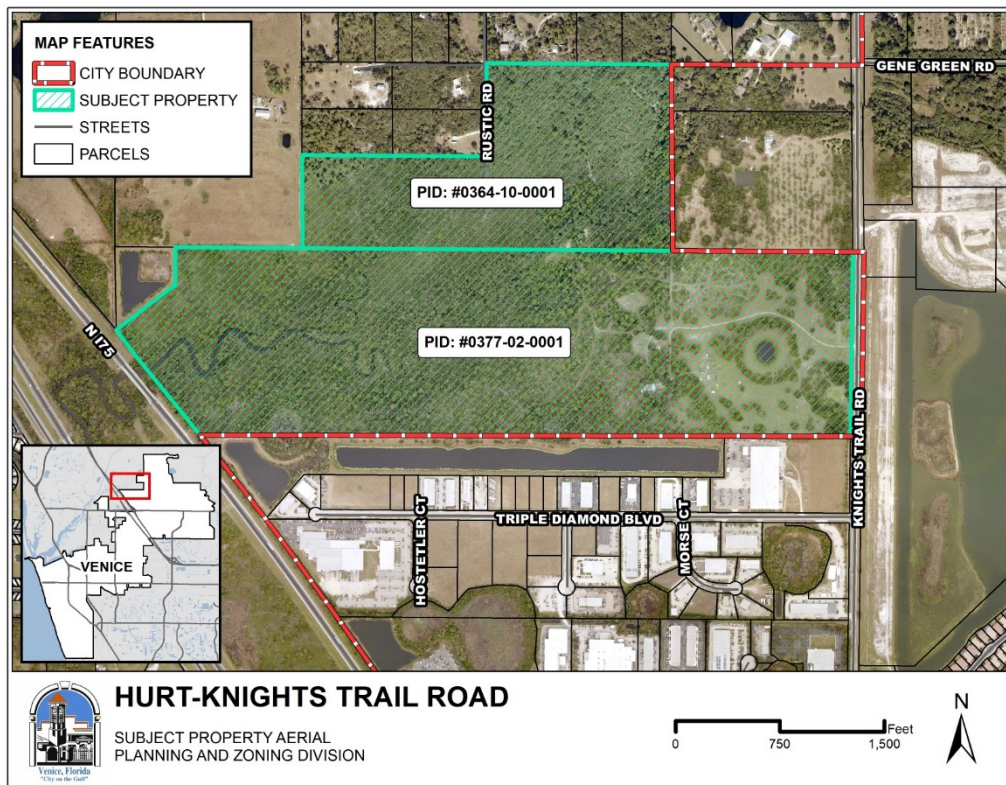 MAP FEATURES
CITY BOUNDARY
SUBJECT PROPERTY
STREETS
PARCELS
GENE GREEN RD
RUSTIC RD
PID: #0364-10-0001
N I75
PID: #0377-02-0001
KNIGHTS TRAIL RD
HOSTETLER CT
TRIPLE DIAMOND BLVD
MORSE CT
VENICE
HURT-KNIGHTS TRAIL ROAD
SUBJECT PROPERTY AERIAL
PLANNING AND ZONING DIVISION
Venice, Florida
"City on the Gulf"
0 750 1,500 Feet
N